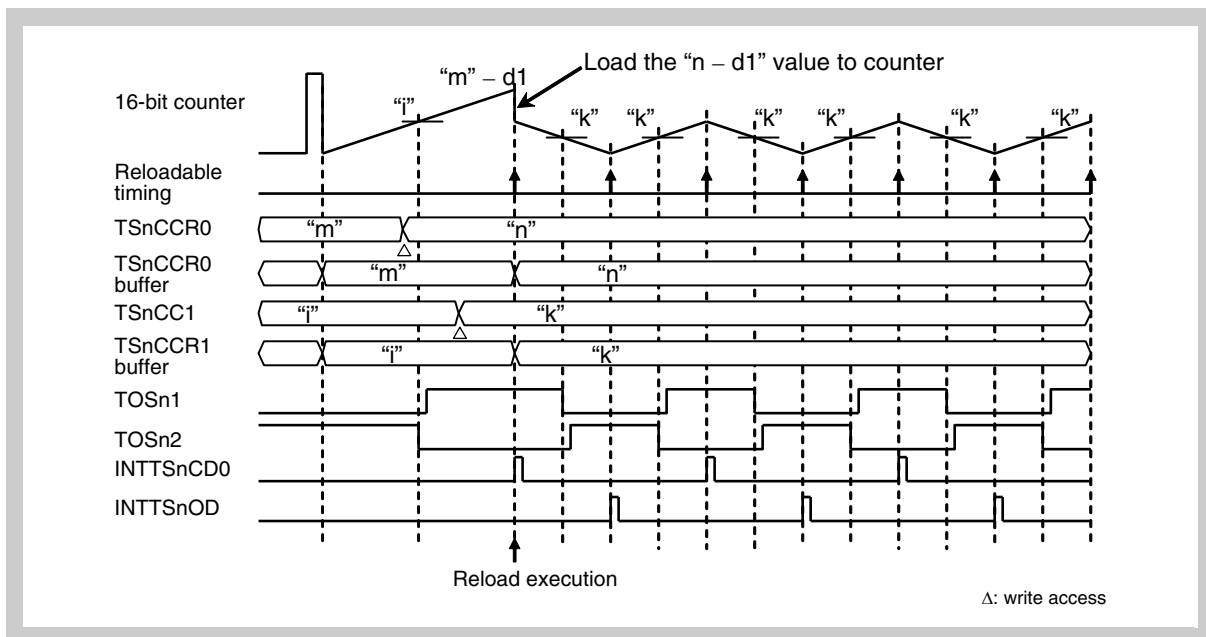 Load the “n – d1” value to counter
“m” – d1
16-bit counter
“i”
“k” “k” “k” “k” “k” “k”
Reloadable
timing
TSnCCR0
“m” “n”
TSnCCR0
buffer
“m” “n”
TSnCC1
“i” “k”
TSnCCR1
buffer
“i” “k”
TOSn1
TOSn2
INTTSnCD0
INTTSnOD
Reload execution
Δ: write access